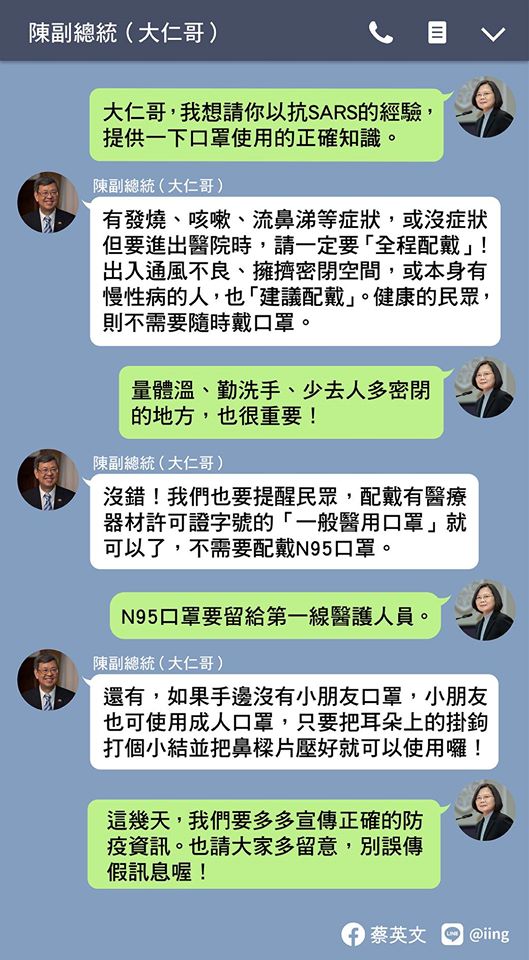 陳副總統(大仁哥)
大仁哥,我想請你以抗SARS的經驗,
提供一下口罩使用的正確知識。
陳副總統(大仁哥)
有發燒、咳嗽、流鼻涕等症狀,或沒症狀
但要進出醫院時,請一定要「全程配戴」!
出入通風不良、擁擠密閉空間,或本身有
慢性病的人,也「建議配戴」。健康的民眾,
則不需要隨時戴口罩。
量體溫、勤洗手、少去人多密閉
的地方,也很重要!
陳副總統(大仁哥)
沒錯!我們也要提醒民眾,配戴有醫療
器材許可證字號的「一般醫用口罩」就
可以了,不需要配戴N95口罩。
N95口罩要留給第一線醫護人員。
陳副總統(大仁哥)
還有,如果手邊沒有小朋友口罩,小朋友
也可使用成人口罩,只要把耳朵上的掛鉤
打個小結並把鼻樑片壓好就可以使用囉!
這幾天,我們要多多宣傳正確的防
疫資訊。也請大家多留意,別誤傳
假訊息喔!
蔡英文 LINE @iing